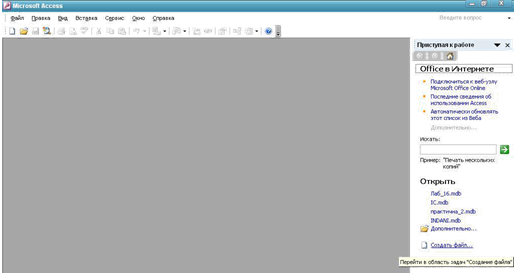 Microsoft Access
Файл Правка Вид Вставка Сервис Окно Справка
Введите вопрос
Приступая к работе
Office в Интернете
Подключиться к веб-узлу
Microsoft Office Online
Последние сведения об
использовании Access
Автоматически обновлять
этот список из Веба
Дополнительно...
Искать:
Пример: "Печать нескольких
копий"
Открыть
Лаб_16.mdb
IC.mdb
практична_2.mdb
INDANI.mdb
Дополнительно...
Создать файл...
Перейти в область задач "Создание файла"